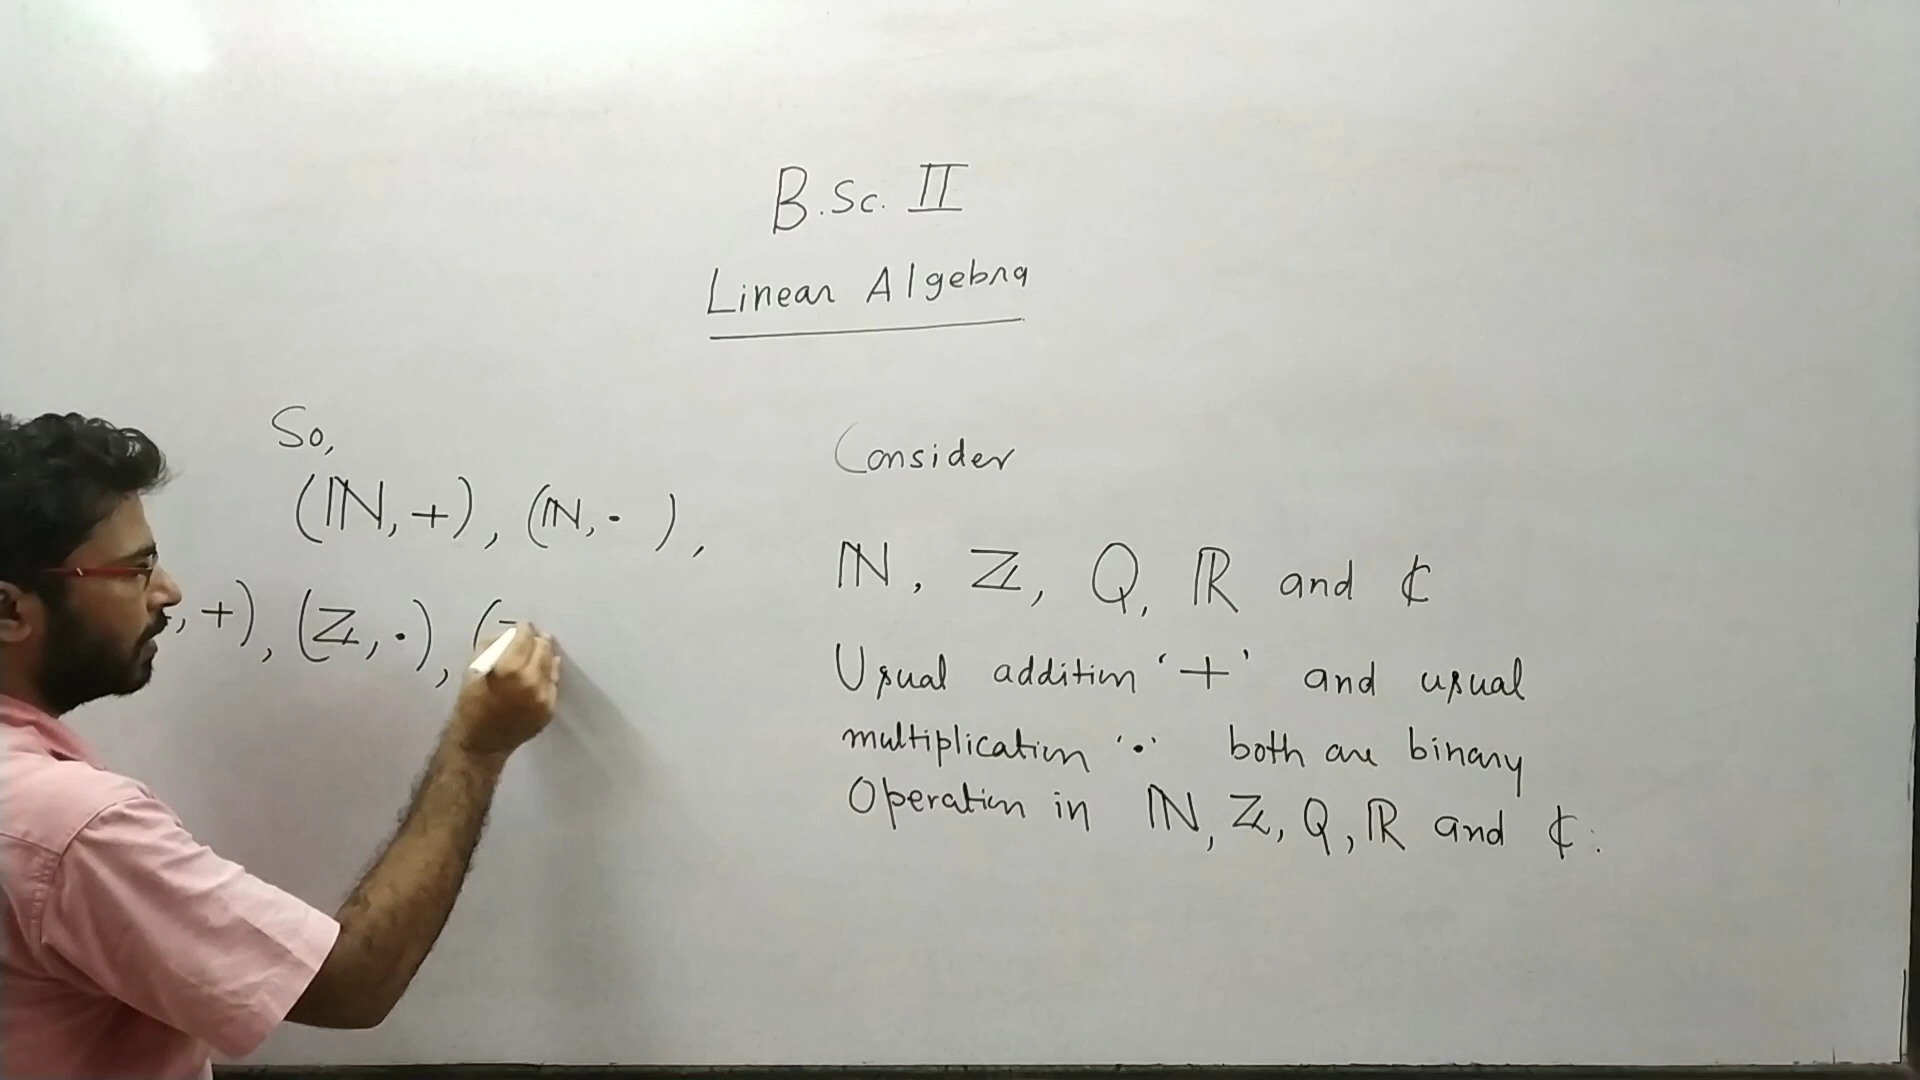 B.Sc. II
Linear Algebra
So,
(ℕ, +), (ℕ, · ),
, +), (ℤ, ·), (
Consider
ℕ, ℤ, Q, ℝ and ₵
Usual addition '+' and usual
multiplication '·' both are binary
Operation in ℕ, ℤ, Q, ℝ and ₵.